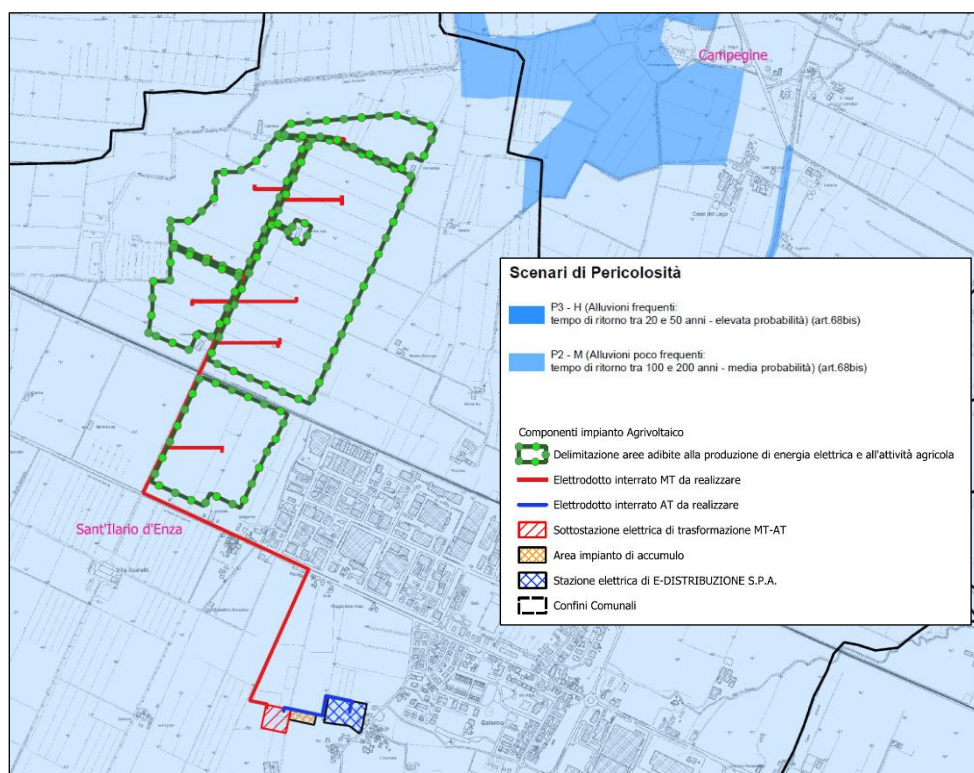 Campegine
Case del Lago
Scenari di Pericolosità
P3 - H (Alluvioni frequenti:
tempo di ritorno tra 20 e 50 anni - elevata probabilità) (art.68bis)
P2 - M (Alluvioni poco frequenti:
tempo di ritorno tra 100 e 200 anni - media probabilità) (art.68bis)
Componenti impianto Agrivoltaico
Delimitazione aree adibite alla produzione di energia elettrica e all'attività agricola
Elettrodotto interrato MT da realizzare
Elettrodotto interrato AT da realizzare
Sottostazione elettrica di trasformazione MT-AT
Area impianto di accumulo
Stazione elettrica di E-DISTRIBUZIONE S.P.A.
Confini Comunali
Sant'Ilario d'Enza
Calerno